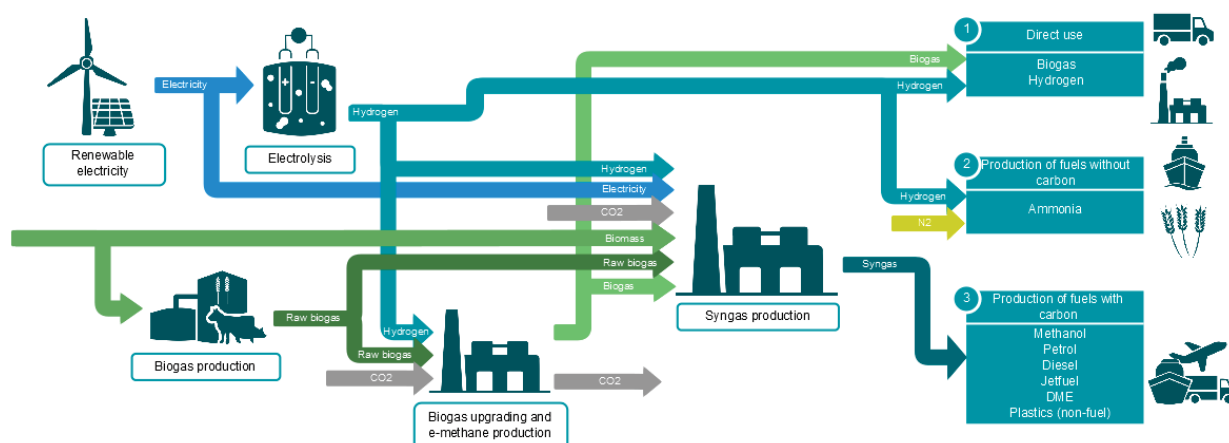 1
Direct use
Biogas
Hydrogen
Biogas
Hydrogen
Electricity
+
-
Hydrogen
Renewable
electricity
Electrolysis
Hydrogen
Electricity
CO2
Biomass
Raw biogas
Biogas
2
Production of fuels without
carbon
Ammonia
Hydrogen
N2
Syngas
Syngas production
3
Production of fuels with
carbon
Methanol
Petrol
Diesel
Jetfuel
DME
Plastics (non-fuel)
Raw biogas
Biogas production
Hydrogen
Raw biogas
CO2
CO2
Biogas upgrading and
e-methane production